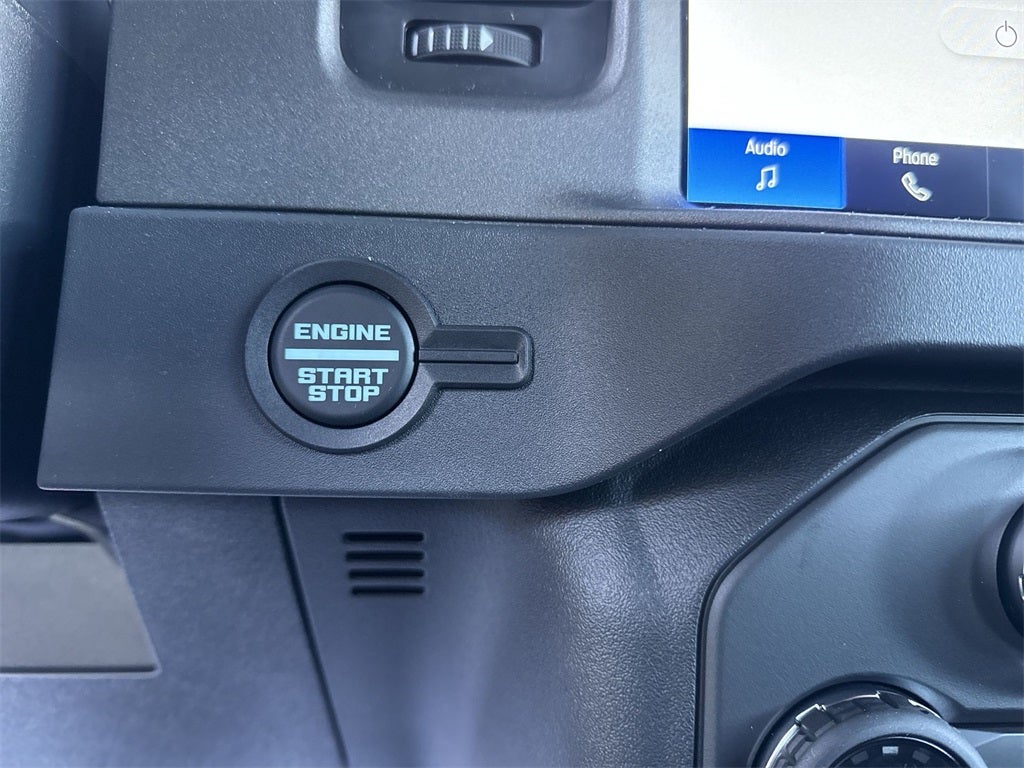 Audio
Phone
ENGINE
START
STOP